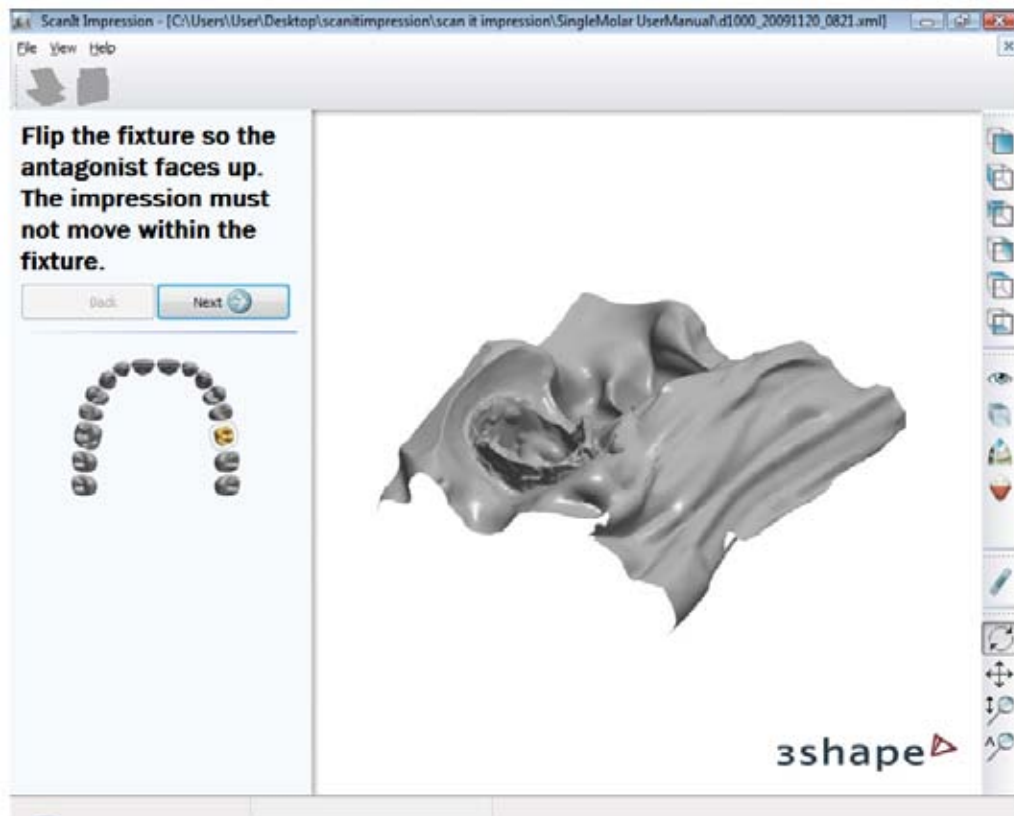 ScanIt Impression - [C:\Users\User\Desktop\scanitimpression\scan it impression\SingleMolar UserManual\d1000_20091120_0821.xml]
File View Help
Flip the fixture so the
antagonist faces up.
The impression must
not move within the
fixture.
Back Next
3shape